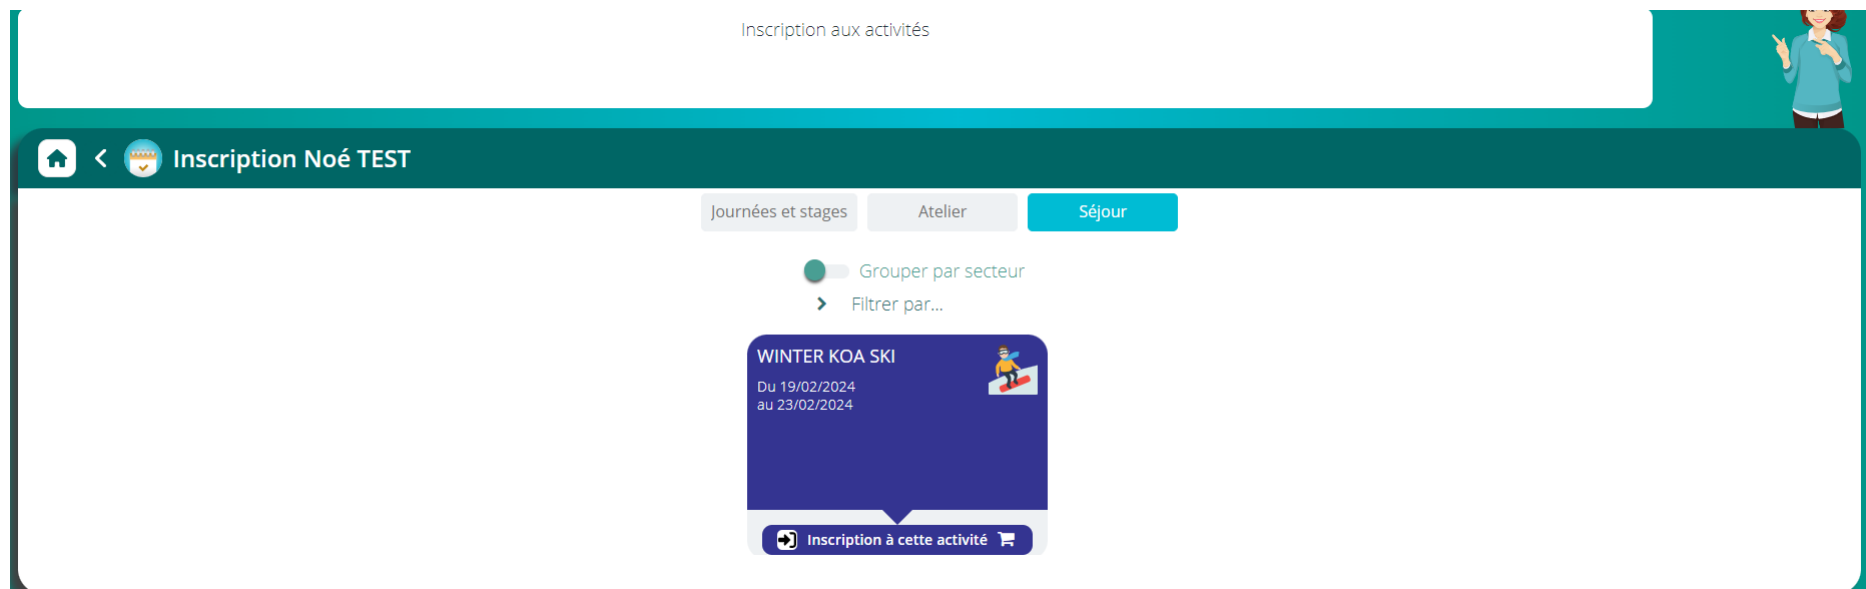 Inscription aux activités
Inscription Noé TEST
Journées et stages
Atelier
Séjour
Grouper par secteur
Filtrer par...
WINTER KOA SKI
Du 19/02/2024
au 23/02/2024
Inscription à cette activité